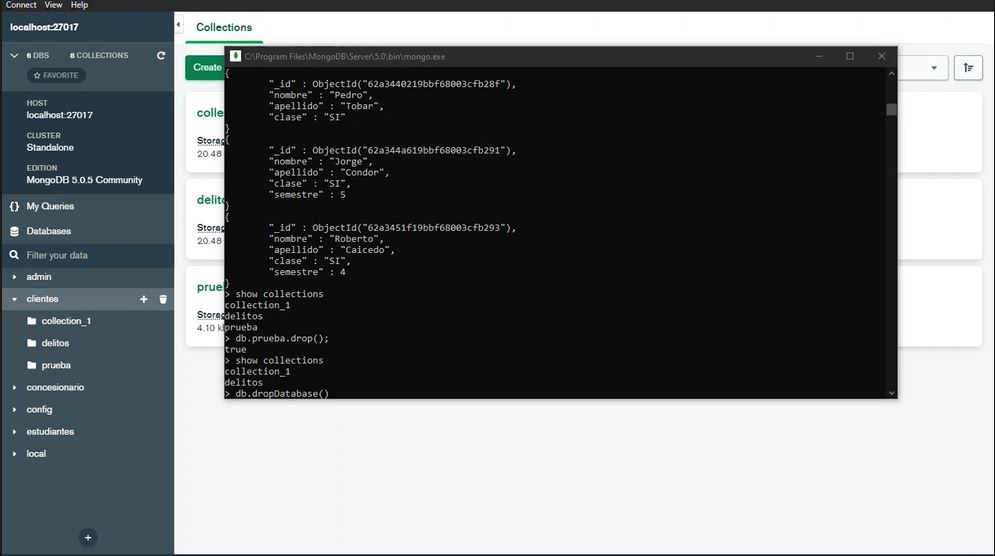 Connect View Help
localhost:27017
6 DBS 8 COLLECTIONS
FAVORITE
HOST
localhost:27017
CLUSTER
Standalone
EDITION
MongoDB 5.0.5 Community
{} My Queries
Databases
Filter your data
admin
clientes
collection_1
delitos
prueba
concesionario
config
estudiantes
local
Collections
Create
colle
Storag
20.48
delito
Storag
20.48
prue
Storag
4.10 k
C:\Program Files\MongoDB\Server\5.0\bin\mongo.exe
{
"_id" : ObjectId("62a3440219bbf68003cfb28f"),
"nombre" : "Pedro",
"apellido" : "Tobar",
"clase" : "SI"
}
{
"_id" : ObjectId("62a344a619bbf68003cfb291"),
"nombre" : "Jorge",
"apellido" : "Condor",
"clase" : "SI",
"semestre" : 5
}
{
"_id" : ObjectId("62a3451f19bbf68003cfb293"),
"nombre" : "Roberto",
"apellido" : "Caicedo",
"clase" : "SI",
"semestre" : 4
}
> show collections
collection_1
delitos
prueba
> db.prueba.drop();
true
> show collections
collection_1
delitos
> db.dropDatabase()